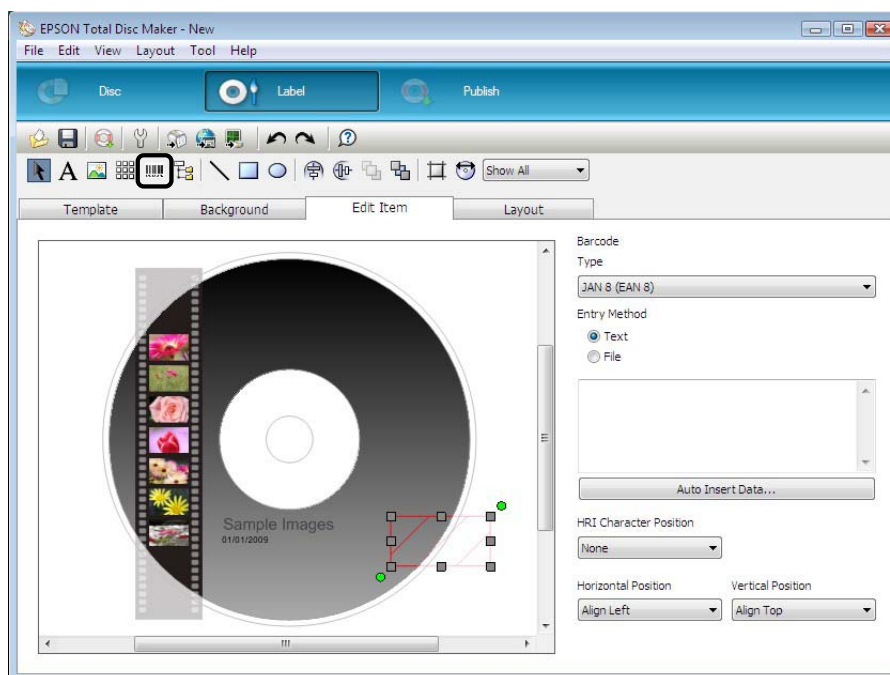 EPSON Total Disc Maker - New
File Edit View Layout Tool Help
Disc Label Publish
A Show All
Template Background Edit Item Layout
Barcode
Type
JAN 8 (EAN 8)
Entry Method
Text
File
Auto Insert Data...
HRI Character Position
None
Horizontal Position Vertical Position
Align Left Align Top
Sample Images
01/01/2009